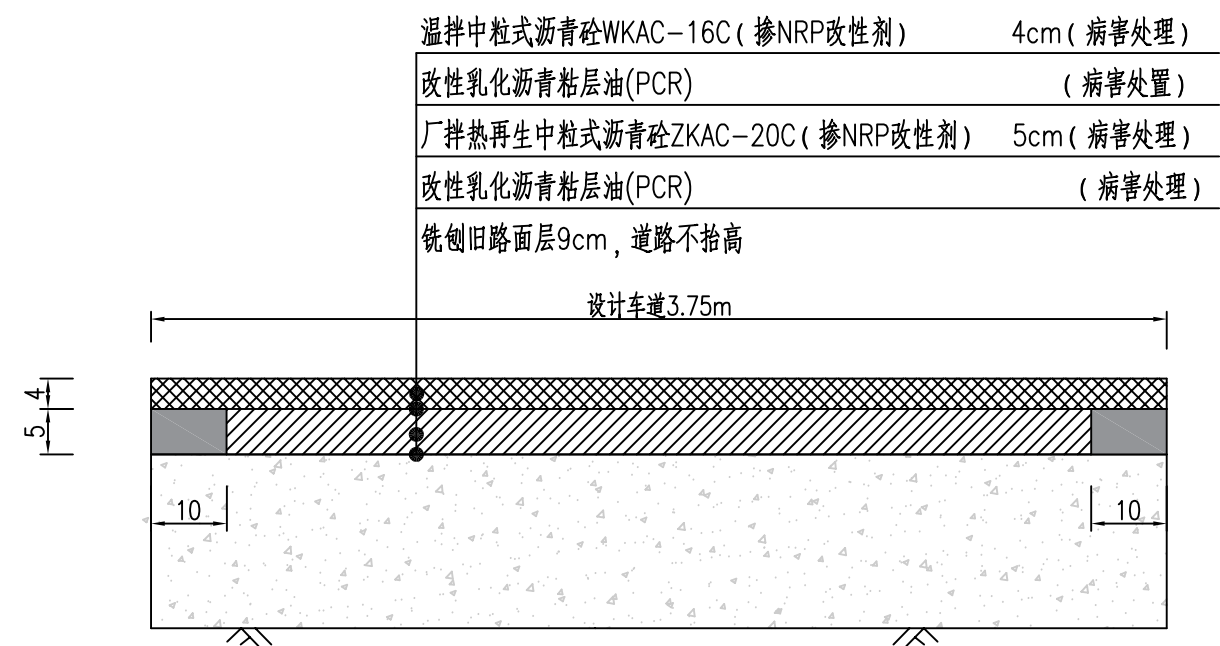 温拌中粒式沥青砼WKAC-16C(掺NRP改性剂) 4cm(病害处理)
改性乳化沥青粘层油(PCR) (病害处置)
厂拌热再生中粒式沥青砼ZKAC-20C(掺NRP改性剂) 5cm(病害处理)
改性乳化沥青粘层油(PCR) (病害处理)
铣刨旧路面层9cm,道路不抬高
设计车道3.75m
4
5
10
10